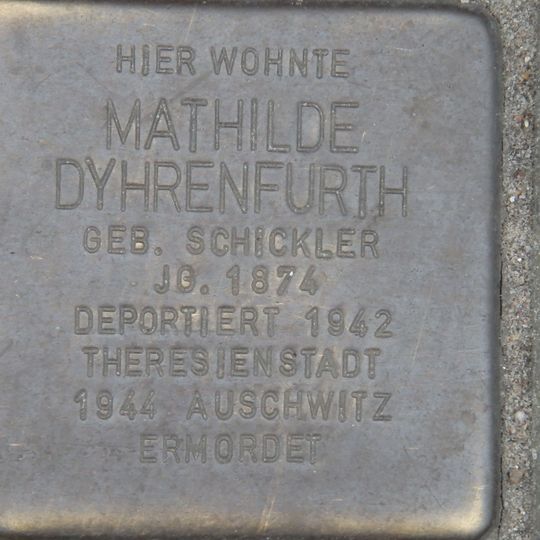 HIER WOHNTE
MATHILDE
DYHRENFURTH
GEB. SCHICKLER
JG. 1874
DEPORTIERT 1942
THERESIENSTADT
1944 AUSCHWITZ
ERMORDET